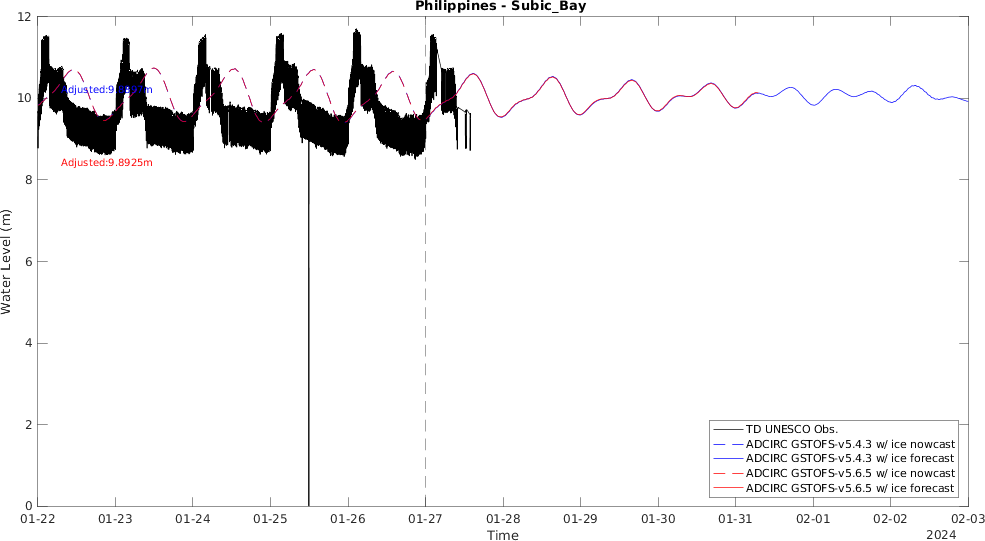 Philippines - Subic_Bay
12
10
8
6
4
2
0
Water Level (m)
Adjusted:
Adjusted:9.8925m
TD UNESCO Obs.
ADCIRC GSTOFS-v5.4.3 w/ ice nowcast
ADCIRC GSTOFS-v5.4.3 w/ ice forecast
ADCIRC GSTOFS-v5.6.5 w/ ice nowcast
ADCIRC GSTOFS-v5.6.5 w/ ice forecast
01-22 01-23 01-24 01-25 01-26 01-27 01-28 01-29 01-30 01-31 02-01 02-02 02-03
Time
2024